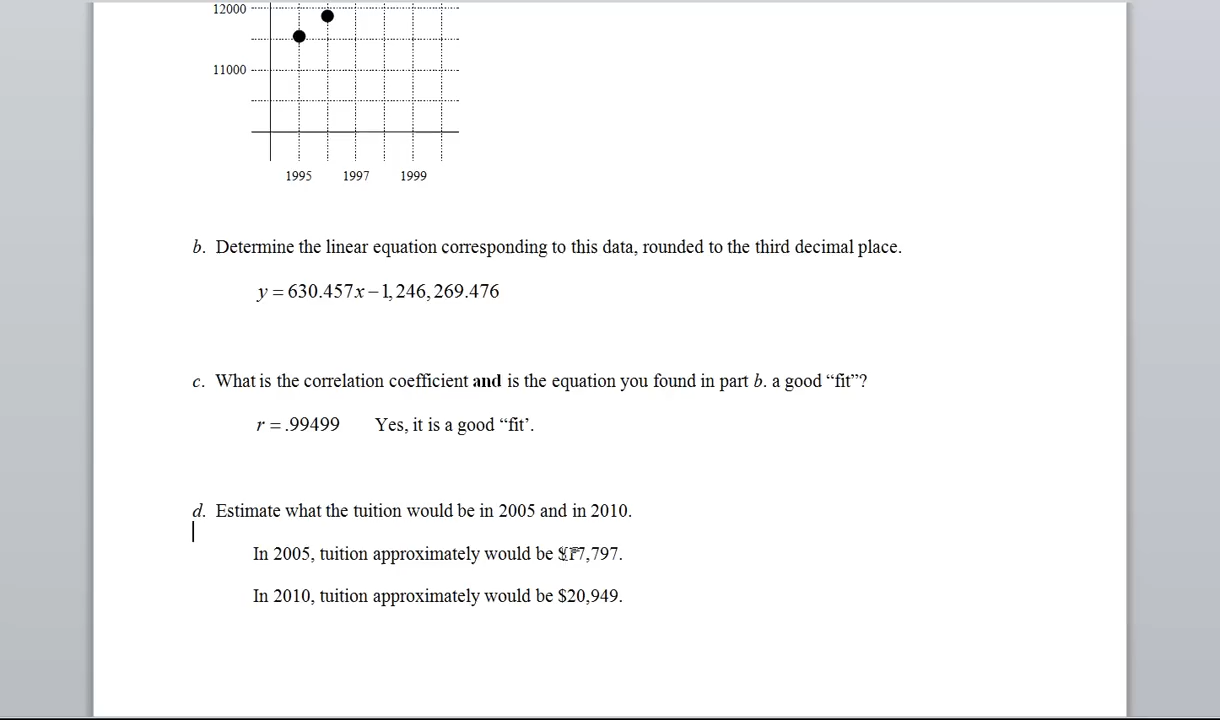 12000
11000
1995 1997 1999
b. Determine the linear equation corresponding to this data, rounded to the third decimal place.
y = 630.457x − 1,246,269.476
c. What is the correlation coefficient and is the equation you found in part b. a good “fit”?
r = .99499 Yes, it is a good “fit’.
d. Estimate what the tuition would be in 2005 and in 2010.
In 2005, tuition approximately would be $17,797.
In 2010, tuition approximately would be $20,949.